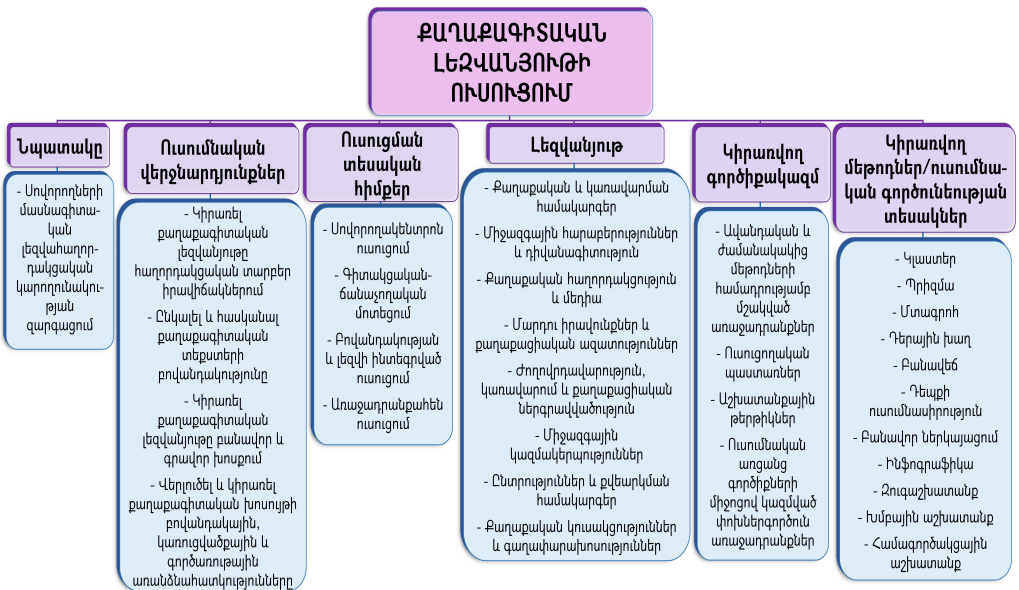 ՔԱՂԱՔԱԳԻՏԱԿԱՆ
ԼԵԶՎԱՆՅՈՒԹԻ
ՈՒՍՈՒՑՈՒՄ
Նպատակը
- Սովորողների
մասնագիտա-
կան
լեզվահաղոր-
դակցական
կարողունակու-
թյան
զարգացում
Ուսումնական
վերջնարդյունքներ
- Կիրառել
քաղաքագիտական
լեզվանյութը
հաղորդակցական տարբեր
իրավիճակներում
- Ընկալել և հասկանալ
քաղաքագիտական
տեքստերի
բովանդակությունը
- Կիրառել
քաղաքագիտական
լեզվանյութը բանավոր և
գրավոր խոսքում
- Վերլուծել և կիրառել
քաղաքագիտական խոսույթի
բովանդակային,
կառուցվածքային և
գործառութային
առանձնահատկությունները
Ուսուցման
տեսական
հիմքեր
- Սովորողակենտրոն
ուսուցում
- Գիտակցական-
ճանաչողական
մոտեցում
- Բովանդակության
և լեզվի ինտեգրված
ուսուցում
- Առաջադրանքահեն
ուսուցում
Լեզվանյութ
- Քաղաքական և կառավարման
համակարգեր
- Միջազգային հարաբերություններ
և դիվանագիտություն
- Քաղաքական հաղորդակցություն
և մեդիա
- Մարդու իրավունքներ և
քաղաքացիական ազատություններ
- Ժողովրդավարություն,
կառավարում և քաղաքացիական
ներգրավվածություն
- Միջազգային
կազմակերպություններ
- Ընտրություններ և քվեարկման
համակարգեր
- Քաղաքական կուսակցություններ
և գաղափարախոսություններ
Կիրառվող
գործիքակազմ
- Ավանդական և
ժամանակակից
մեթոդների
համադրությամբ
մշակված
առաջադրանքներ
- Ուսուցողական
պաստառներ
- Աշխատանքային
թերթիկներ
- Ուսումնական
առցանց
գործիքների
միջոցով կազմված
փոխներգործուն
առաջադրանքներ
Կիրառվող
մեթոդներ/ուսումնա-
կան գործունեության
տեսակներ
- Կլաստեր
- Պրիզմա
- Մտագրոհ
- Դերային խաղ
- Բանավեճ
- Դեպքի
ուսումնասիրություն
- Բանավոր ներկայացում
- Ինֆոգրաֆիկա
- Զուգաշխատանք
- Խմբային աշխատանք
- Համագործակցային
աշխատանք